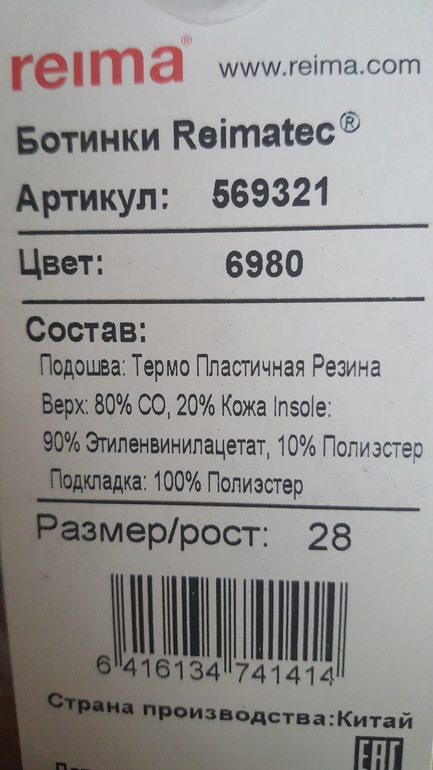 reima® www.reima.com
Ботинки Reimatec®
Артикул: 569321
Цвет: 6980
Состав:
Подошва: Термо Пластичная Резина
Верх: 80% CO, 20% Кожа Insole:
90% Этиленвинилацетат, 10% Полиэстер
Подкладка: 100% Полиэстер
Размер/рост: 28
6 416134 741414
Страна производства:Китай
EAC